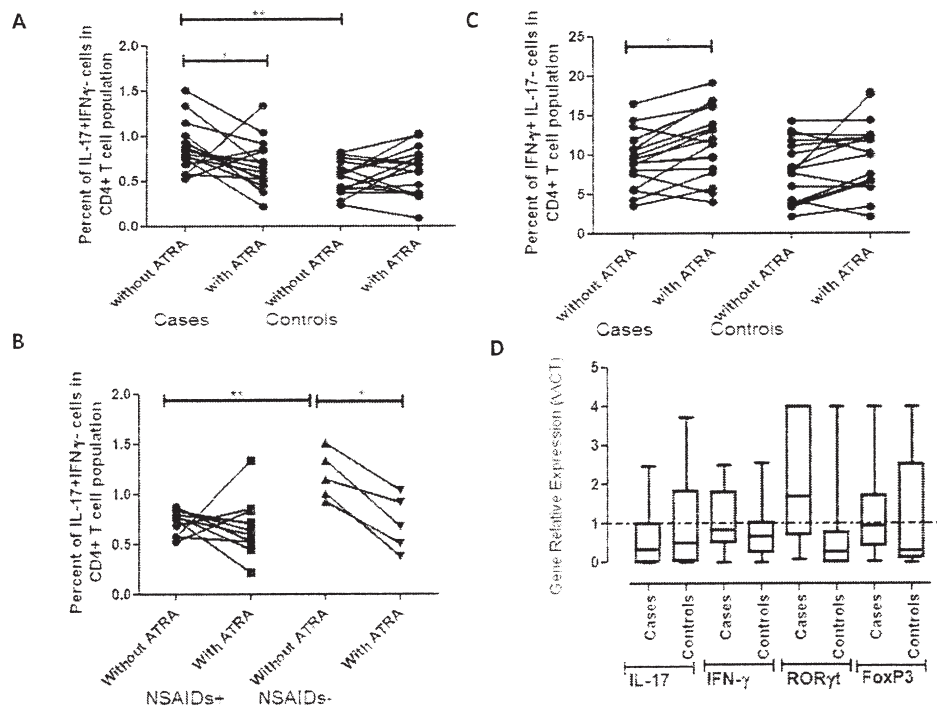 A
**
*
Percent of IL-17+IFNγ- cells in
CD4+ T cell population
2.0
1.5
1.0
0.5
0.0
without ATRA
with ATRA
without ATRA
with ATRA
Cases
Controls
C
*
Percent of IFN-γ+ IL-17- cells in
CD4+ T cell population
25
20
15
10
5
0
without ATRA
with ATRA
without ATRA
with ATRA
Cases
Controls
B
**
*
Percent of IL-17+IFNγ- cells in
CD4+ T cell population
2.0
1.5
1.0
0.5
0.0
Without ATRA
With ATRA
Without ATRA
With ATRA
NSAIDs+
NSAIDs-
D
Gene Relative Expression
5
4
3
2
1
0
Cases
Controls
Cases
Controls
Cases
Controls
Cases
Controls
IL-17
IFN-γ
RORγt
FoxP3